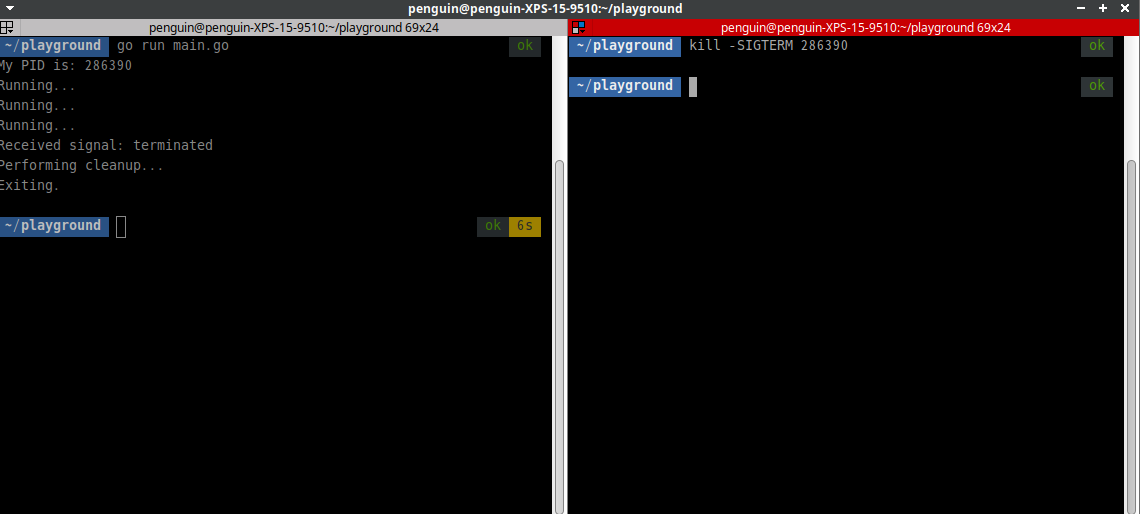 penguin@penguin-XPS-15-9510:~/playground
penguin@penguin-XPS-15-9510:~/playground 69x24
~/playground go run main.go ok
My PID is: 286390
Running...
Running...
Running...
Received signal: terminated
Performing cleanup...
Exiting.
~/playground ok 6s
penguin@penguin-XPS-15-9510:~/playground 69x24
~/playground kill -SIGTERM 286390 ok
~/playground ok